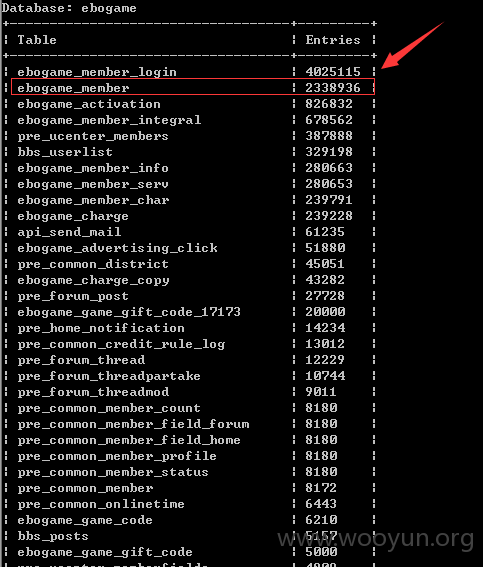 Database: ebogame
Table Entries
ebogame_member_login 4025115
ebogame_member 2338936
ebogame_activation 826832
ebogame_member_integral 678562
pre_ucenter_members 387888
bbs_userlist 329198
ebogame_member_info 280663
ebogame_member_serv 280653
ebogame_member_char 239791
ebogame_charge 239228
api_send_mail 61235
ebogame_advertising_click 51880
pre_common_district 45051
ebogame_charge_copy 43282
pre_forum_post 27728
ebogame_game_gift_code_17173 20000
pre_home_notification 14234
pre_common_credit_rule_log 13012
pre_forum_thread 12229
pre_forum_threadpartake 10744
pre_forum_threadmod 9011
pre_common_member_count 8180
pre_common_member_field_forum 8180
pre_common_member_field_home 8180
pre_common_member_profile 8180
pre_common_member_status 8180
pre_common_member 8172
pre_common_onlinetime 6443
ebogame_game_code 6210
bbs_posts 5157
ebogame_game_gift_code 5000
www.wooyun.org